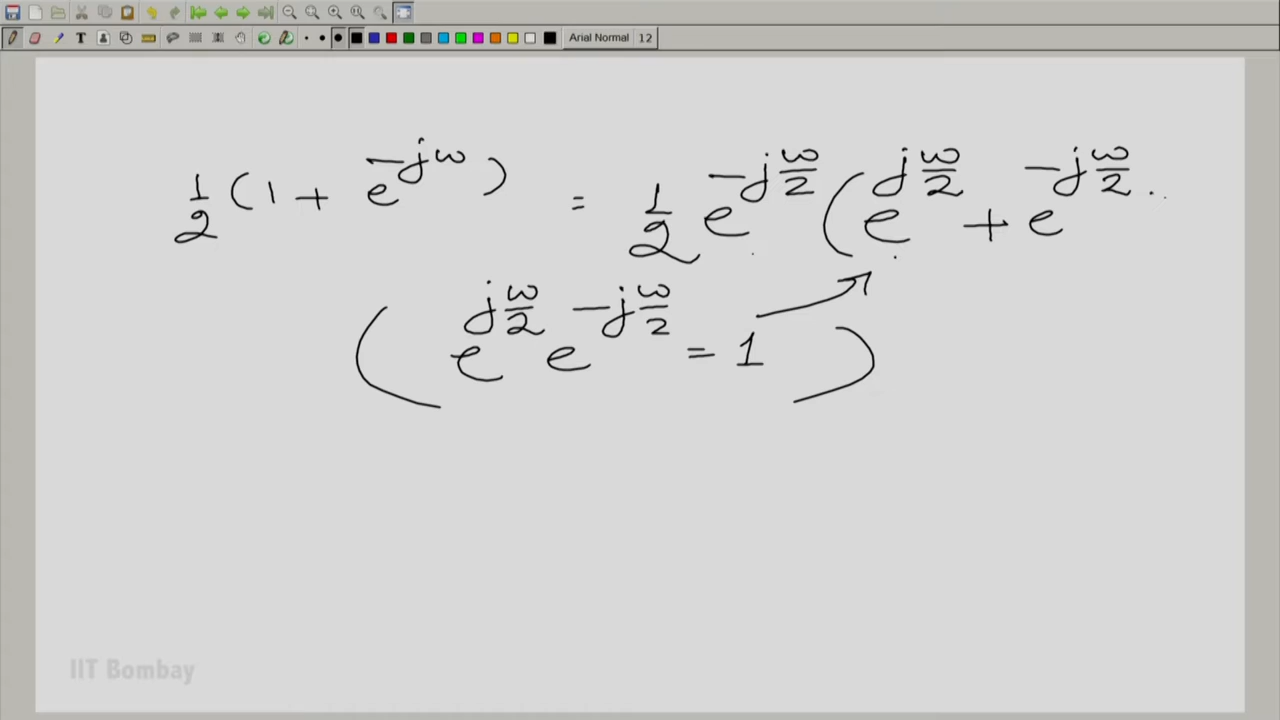 Arial Normal 12
½(1 + e^{-jω}) = ½ e^{-jω/2} (e^{jω/2} + e^{-jω/2}
(e^{jω/2} e^{-jω/2} = 1)
IIT Bombay